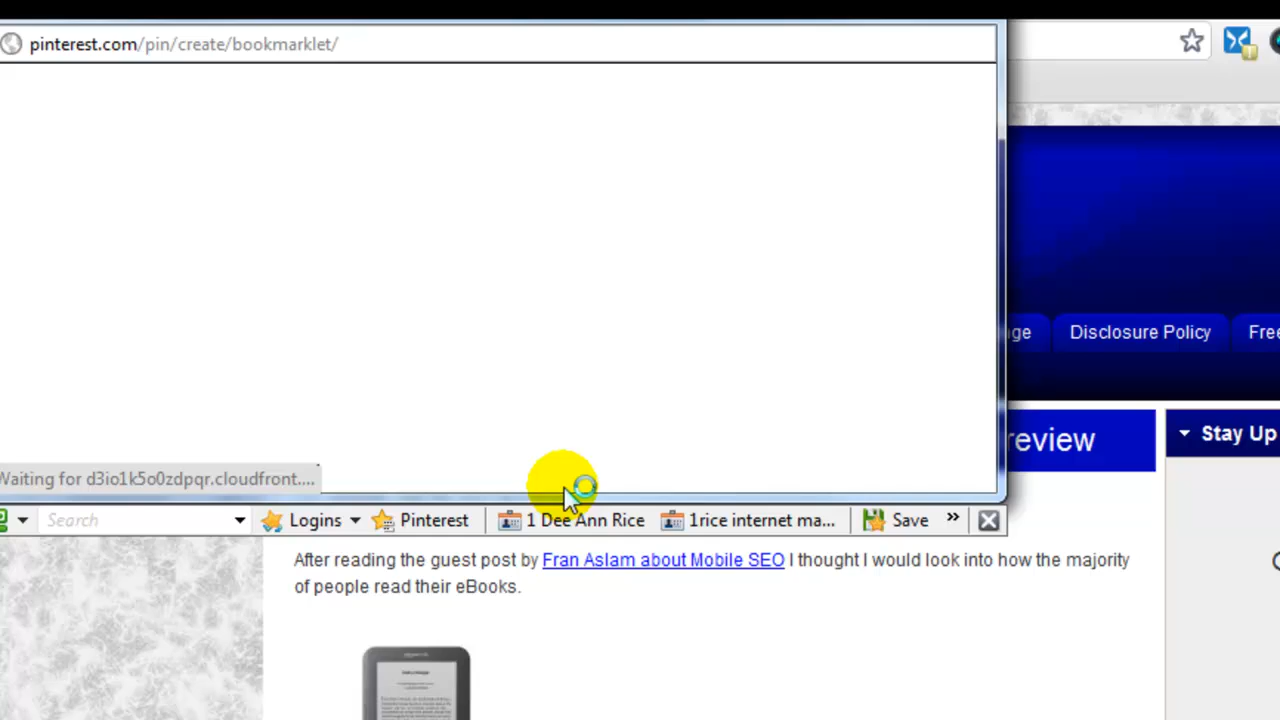 pinterest.com/pin/create/bookmarklet/
Disclosure Policy
Free
review
Stay Up
Waiting for d3io1k5o0zdpqr.cloudfront....
Search
Logins
Pinterest
1 Dee Ann Rice
1rice internet ma...
Save
»
After reading the guest post by Fran Aslam about Mobile SEO I thought I would look into how the majority
of people read their eBooks.